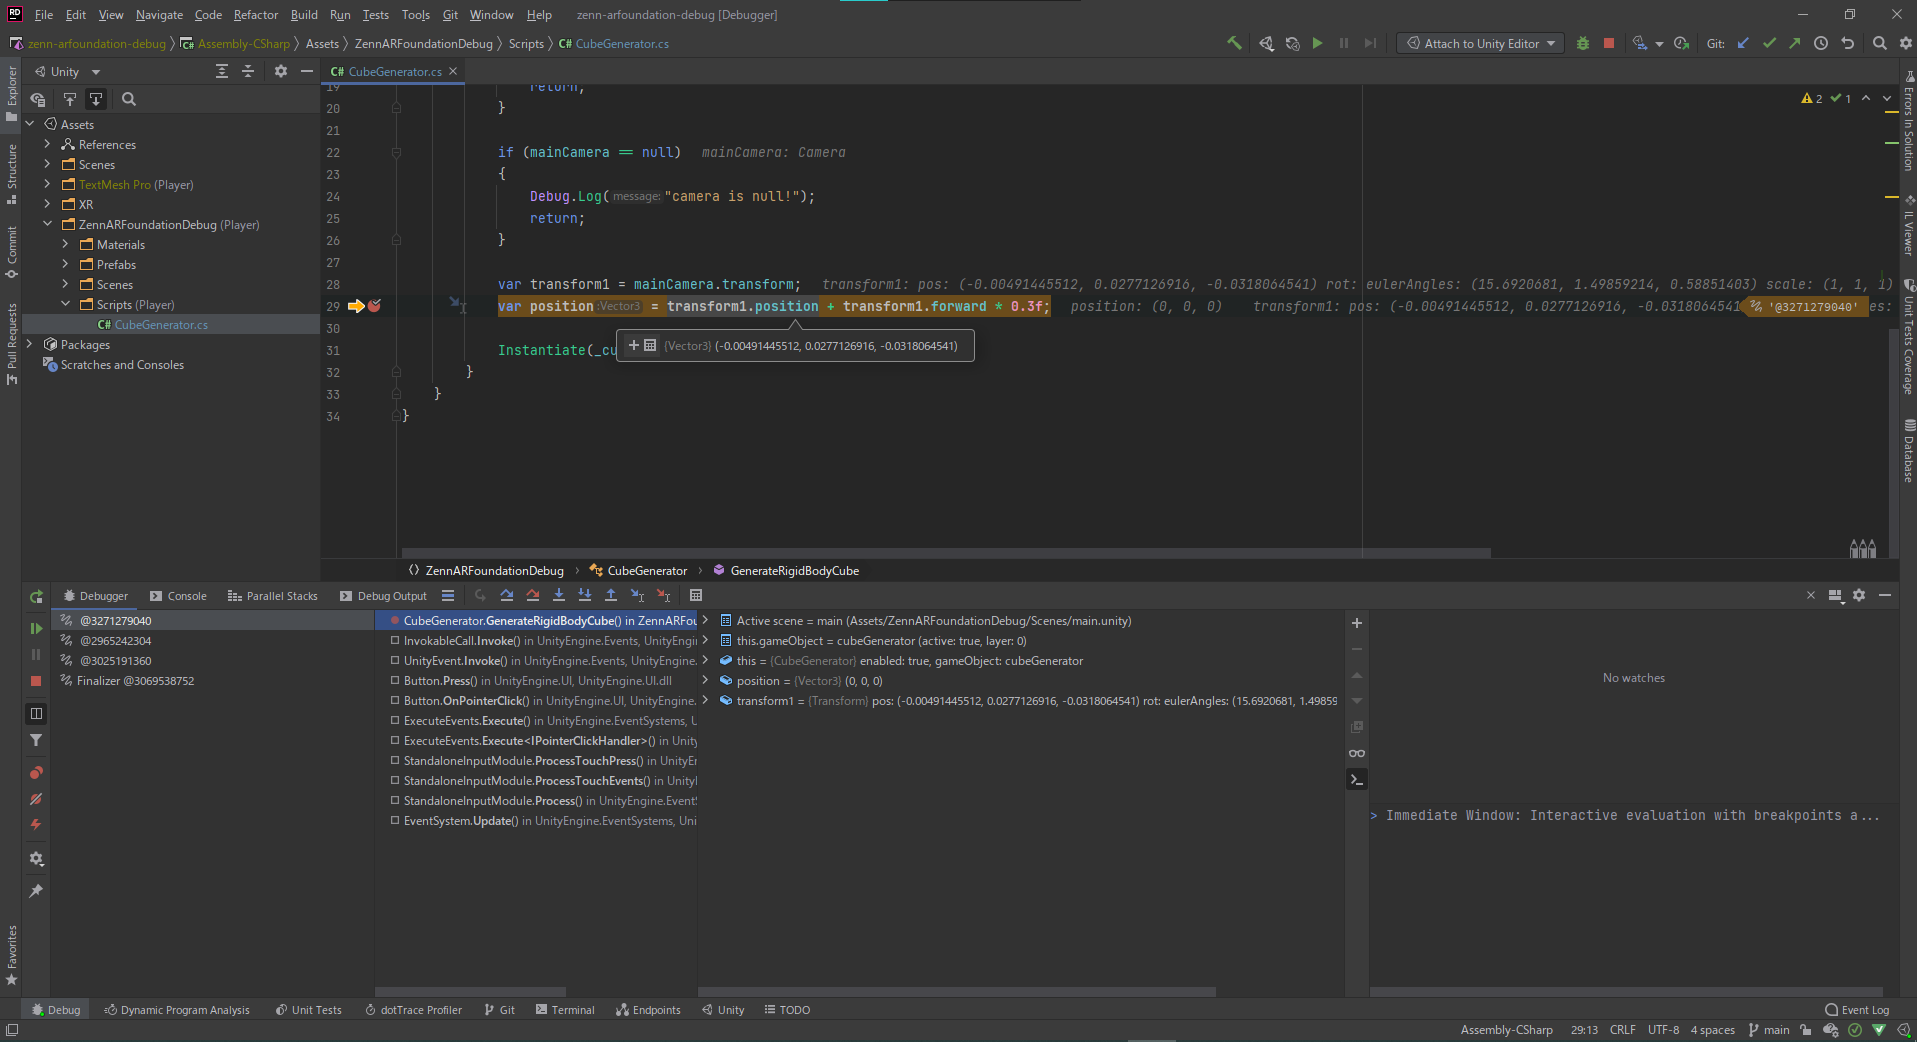 RD File Edit View Navigate Code Refactor Build Run Tests Tools Git Window Help zenn-arfoundation-debug [Debugger]
zenn-arfoundation-debug Assembly-CSharp Assets ZennARFoundationDebug Scripts C# CubeGenerator.cs
Attach to Unity Editor
Git:
Explorer
Structure
Commit
Pull Requests
Favorites
Unity
Assets
References
Scenes
TextMesh Pro (Player)
XR
ZennARFoundationDebug (Player)
Materials
Prefabs
Scenes
Scripts (Player)
C# CubeGenerator.cs
Packages
Scratches and Consoles
C# CubeGenerator.cs
2 1
19 return;
20 }
21
22 if (mainCamera == null) mainCamera: Camera
23 {
24 Debug.Log( message: "camera is null!");
25 return;
26 }
27
28 var transform1 = mainCamera.transform; transform1: pos: (-0.00491445512, 0.0277126916, -0.0318064541) rot: eulerAngles: (15.6920681, 1.49859214, 0.58851403) scale: (1, 1, 1)
29 var position :Vector3 = transform1.position + transform1.forward * 0.3f; position: (0, 0, 0) transform1: pos: (-0.00491445512, 0.0277126916, -0.0318064541 '@3271279040' es:
30
{Vector3} (-0.00491445512, 0.0277126916, -0.0318064541)
31 Instantiate(_cu
32 }
33 }
34 }
Errors In Solution
IL Viewer
Unit Tests Coverage
Database
ZennARFoundationDebug CubeGenerator GenerateRigidBodyCube
Debugger Console Parallel Stacks Debug Output
@3271279040
@2965242304
@3025191360
Finalizer @3069538752
CubeGenerator.GenerateRigidBodyCube() in ZennARFou
InvokableCall.Invoke() in UnityEngine.Events, UnityEngin
UnityEvent.Invoke() in UnityEngine.Events, UnityEngine.
Button.Press() in UnityEngine.UI, UnityEngine.UI.dll
Button.OnPointerClick() in UnityEngine.UI, UnityEngine.
ExecuteEvents.Execute() in UnityEngine.EventSystems, U
ExecuteEvents.Execute<IPointerClickHandler>() in Unity
StandaloneInputModule.ProcessTouchPress() in UnityEr
StandaloneInputModule.ProcessTouchEvents() in UnityI
StandaloneInputModule.Process() in UnityEngine.EventS
EventSystem.Update() in UnityEngine.EventSystems, Uni
Active scene = main (Assets/ZennARFoundationDebug/Scenes/main.unity)
this.gameObject = cubeGenerator (active: true, layer: 0)
this = {CubeGenerator} enabled: true, gameObject: cubeGenerator
position = {Vector3} (0, 0, 0)
transform1 = {Transform} pos: (-0.00491445512, 0.0277126916, -0.0318064541) rot: eulerAngles: (15.6920681, 1.49859
No watches
> Immediate Window: Interactive evaluation with breakpoints a...
Debug Dynamic Program Analysis Unit Tests dotTrace Profiler Git Terminal Endpoints Unity TODO Event Log
Assembly-CSharp 29:13 CRLF UTF-8 4 spaces main